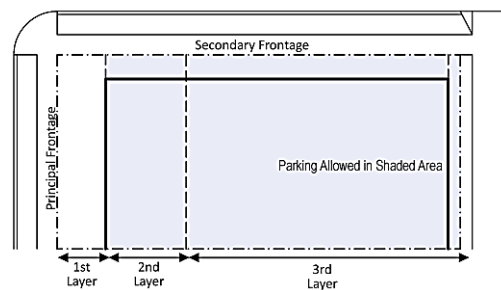 Secondary Frontage
Principal Frontage
Parking Allowed in Shaded Area
1st
Layer
2nd
Layer
3rd
Layer